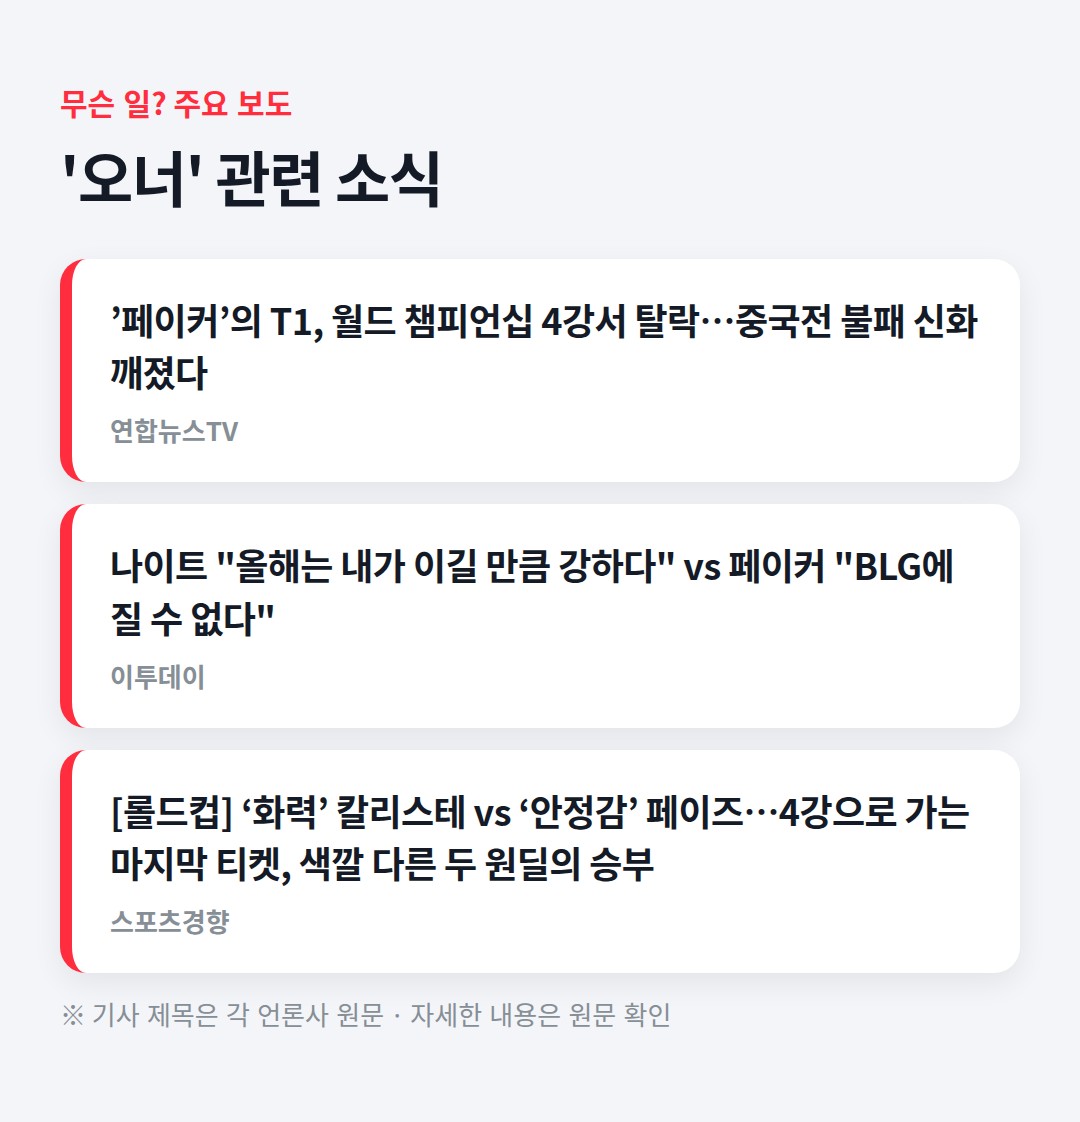 무슨 일? 주요 보도
'오너' 관련 소식
’페이커’의 T1, 월드 챔피언십 4강서 탈락…중국전 불패 신화
깨졌다
연합뉴스TV
나이트 "올해는 내가 이길 만큼 강하다" vs 페이커 "BLG에
질 수 없다"
이투데이
[롤드컵] ‘화력’ 칼리스테 vs ‘안정감’ 페이즈…4강으로 가는
마지막 티켓, 색깔 다른 두 원딜의 승부
스포츠경향
※ 기사 제목은 각 언론사 원문 · 자세한 내용은 원문 확인